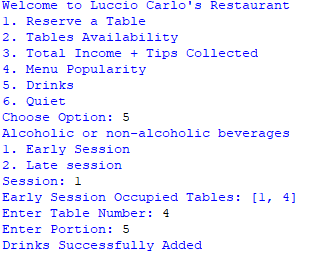 Welcome to Luccio Carlo's Restaurant
1. Reserve a Table
2. Tables Availability
3. Total Income + Tips Collected
4. Menu Popularity
5. Drinks
6. Quiet
Choose Option: 5
Alcoholic or non-alcoholic beverages
1. Early Session
2. Late session
Session: 1
Early Session Occupied Tables: [1, 4]
Enter Table Number: 4
Enter Portion: 5
Drinks Successfully Added